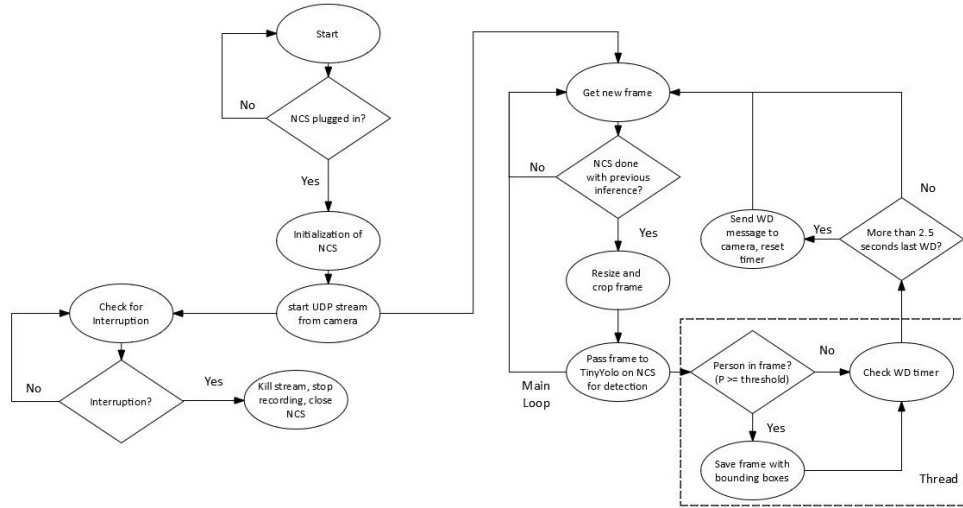 Start
No
NCS plugged in?
Yes
Initialization of
NCS
start UDP stream
from camera
Check for
Interruption
No
Interruption?
Yes
Kill stream, stop
recording, close
NCS
Get new frame
No
NCS done
with previous
inference?
Yes
Resize and
crop frame
Pass frame to
TinyYolo on NCS
for detection
Main
Loop
Person in frame?
(P >= threshold)
No
Yes
Save frame with
bounding boxes
Check WD timer
Thread
More than 2.5
seconds last WD?
No
Yes
Send WD
message to
camera, reset
timer